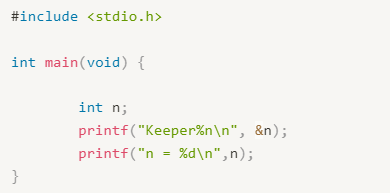 #include <stdio.h>
int main(void) {
int n;
printf("Keeper%n\n", &n);
printf("n = %d\n",n);
}